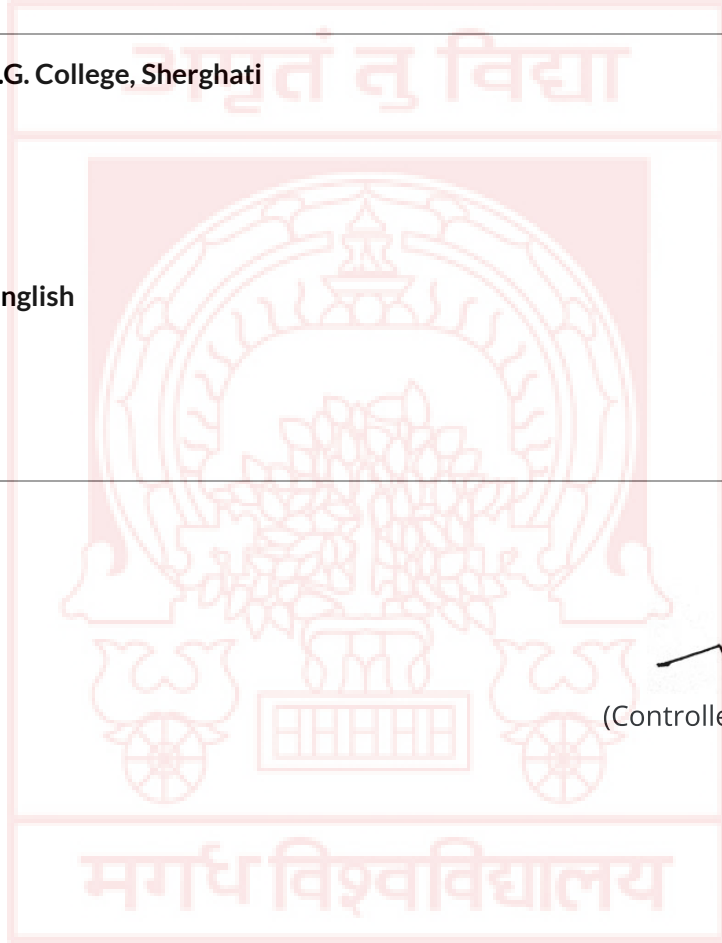 अमृतं तु विद्या
.G. College, Sherghati
nglish
(Controlle
मगध विश्वविद्यालय